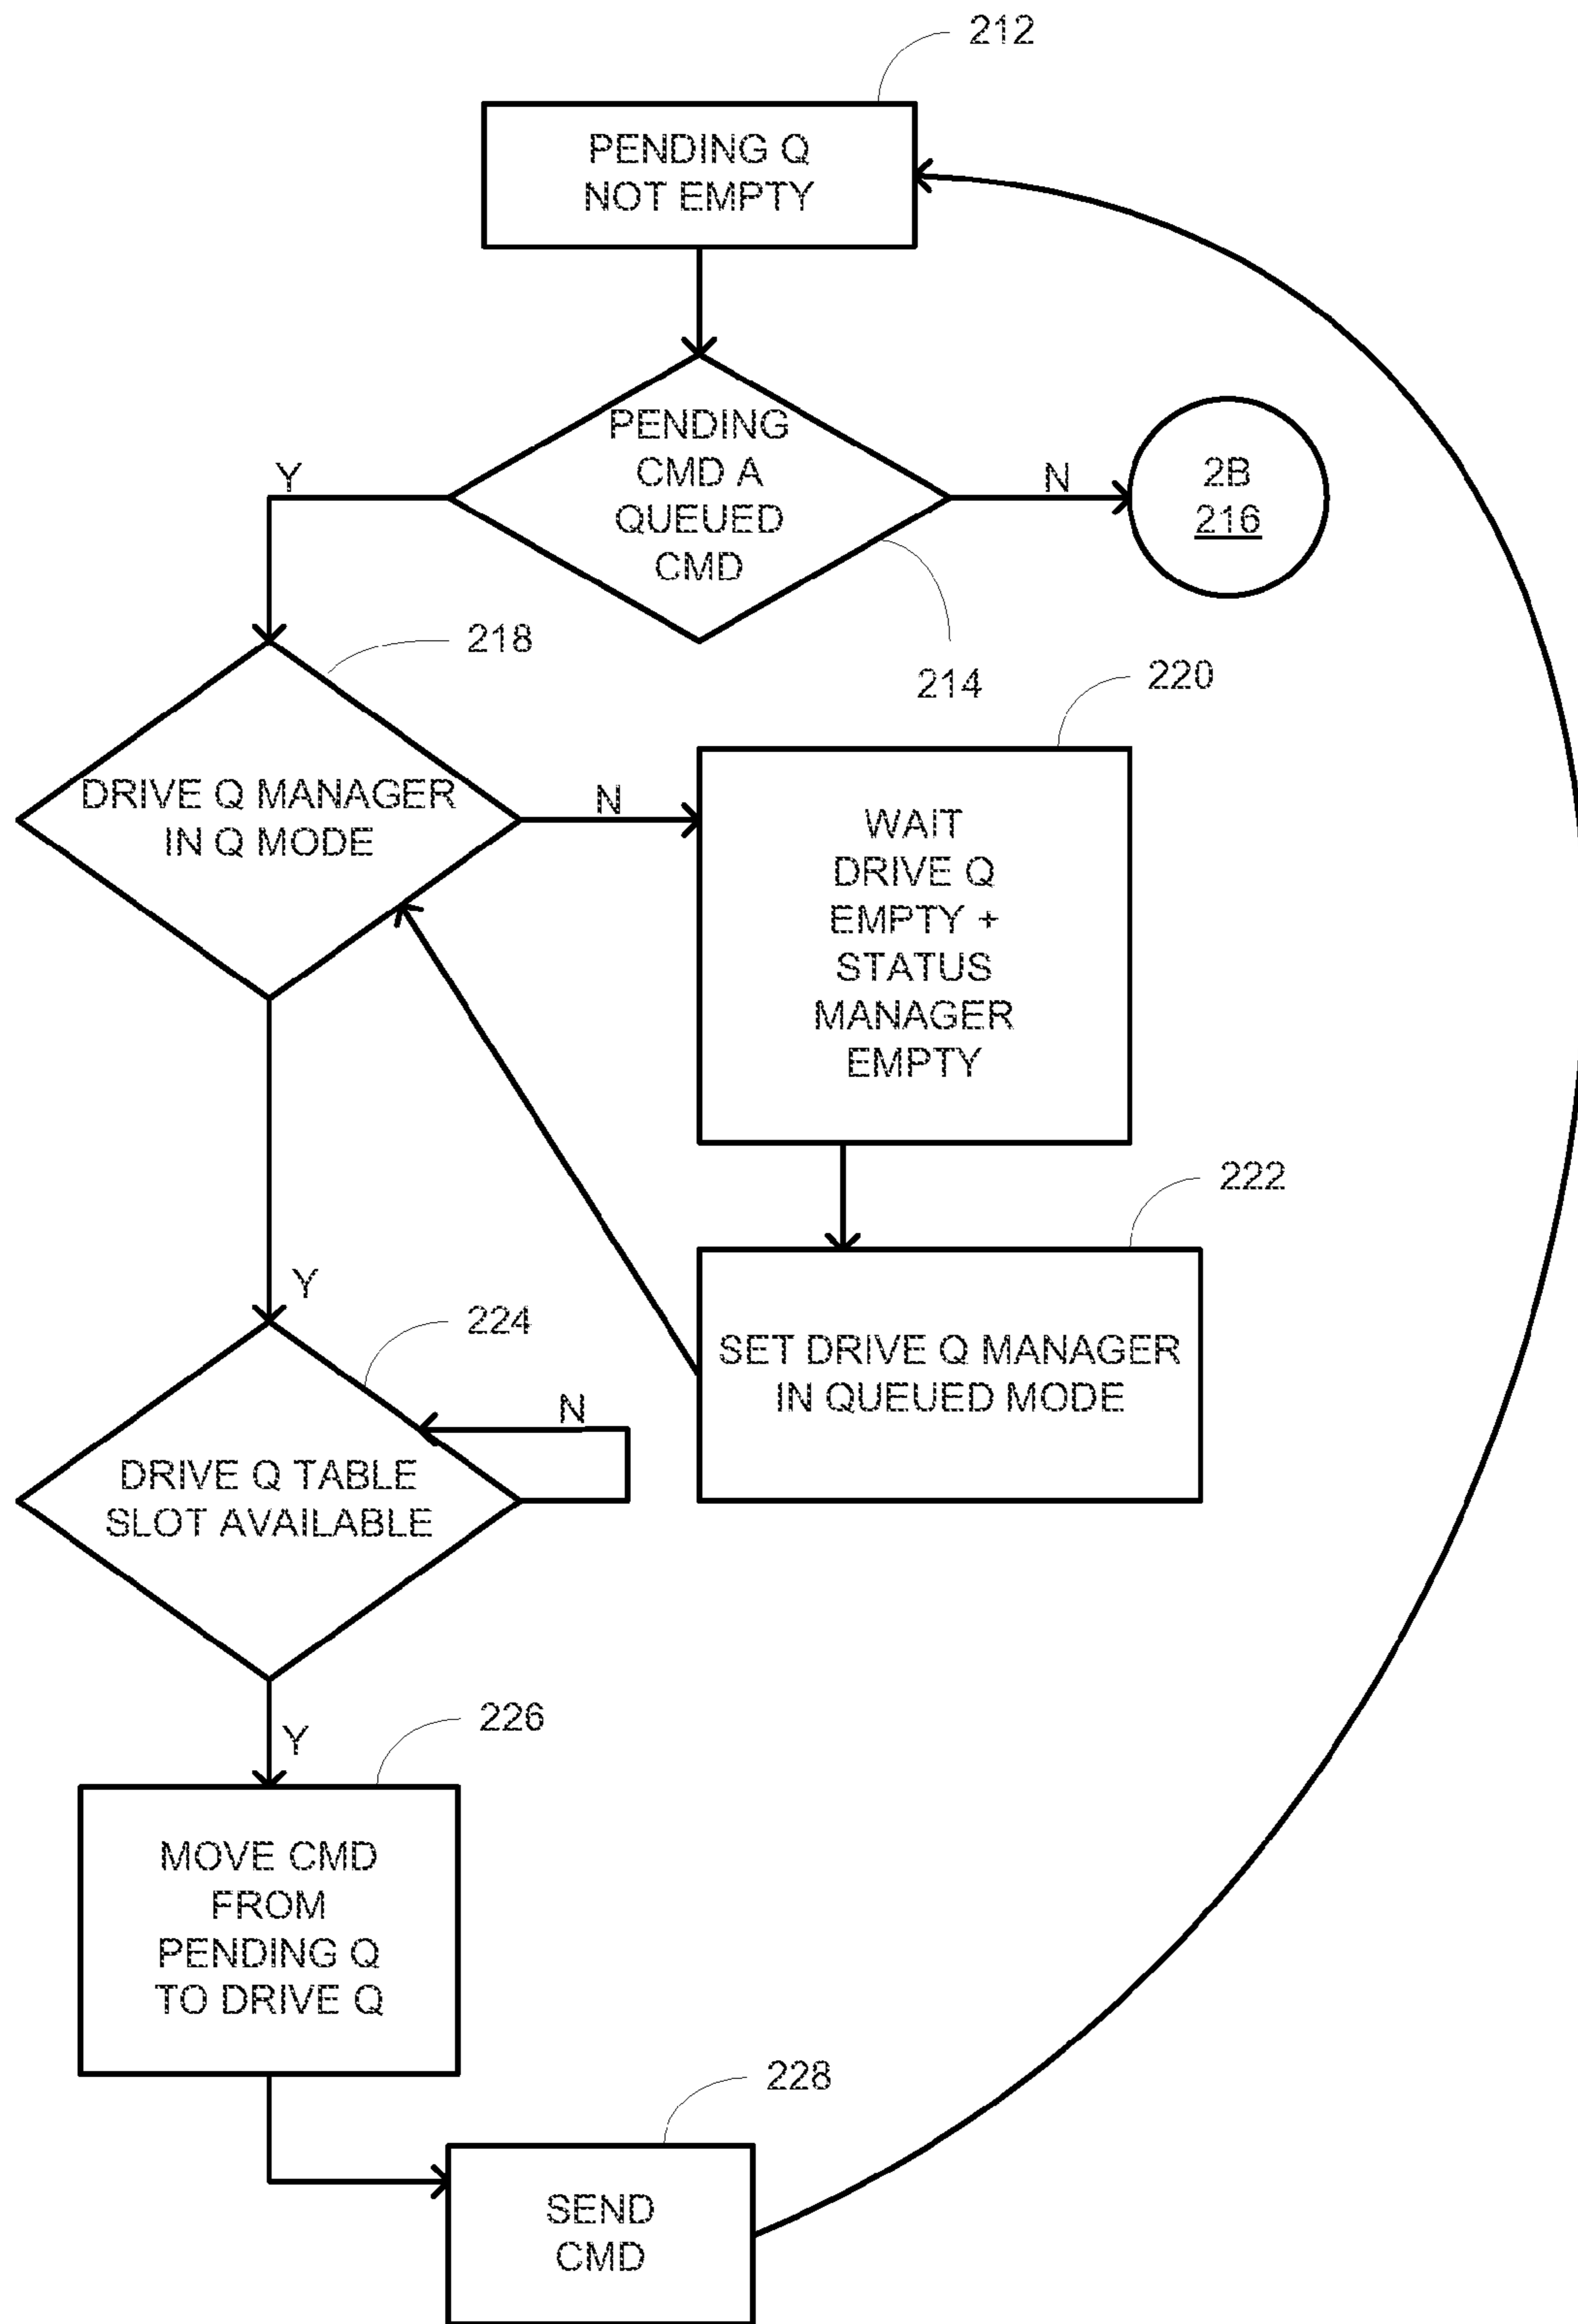 212
PENDING Q
NOT EMPTY
PENDING
CMD A
QUEUED
CMD
Y
N
2B
216
214
218
DRIVE Q MANAGER
IN Q MODE
N
220
WAIT
DRIVE Q
EMPTY +
STATUS
MANAGER
EMPTY
222
SET DRIVE Q MANAGER
IN QUEUED MODE
Y
224
N
DRIVE Q TABLE
SLOT AVAILABLE
Y
226
MOVE CMD
FROM
PENDING Q
TO DRIVE Q
228
SEND
CMD